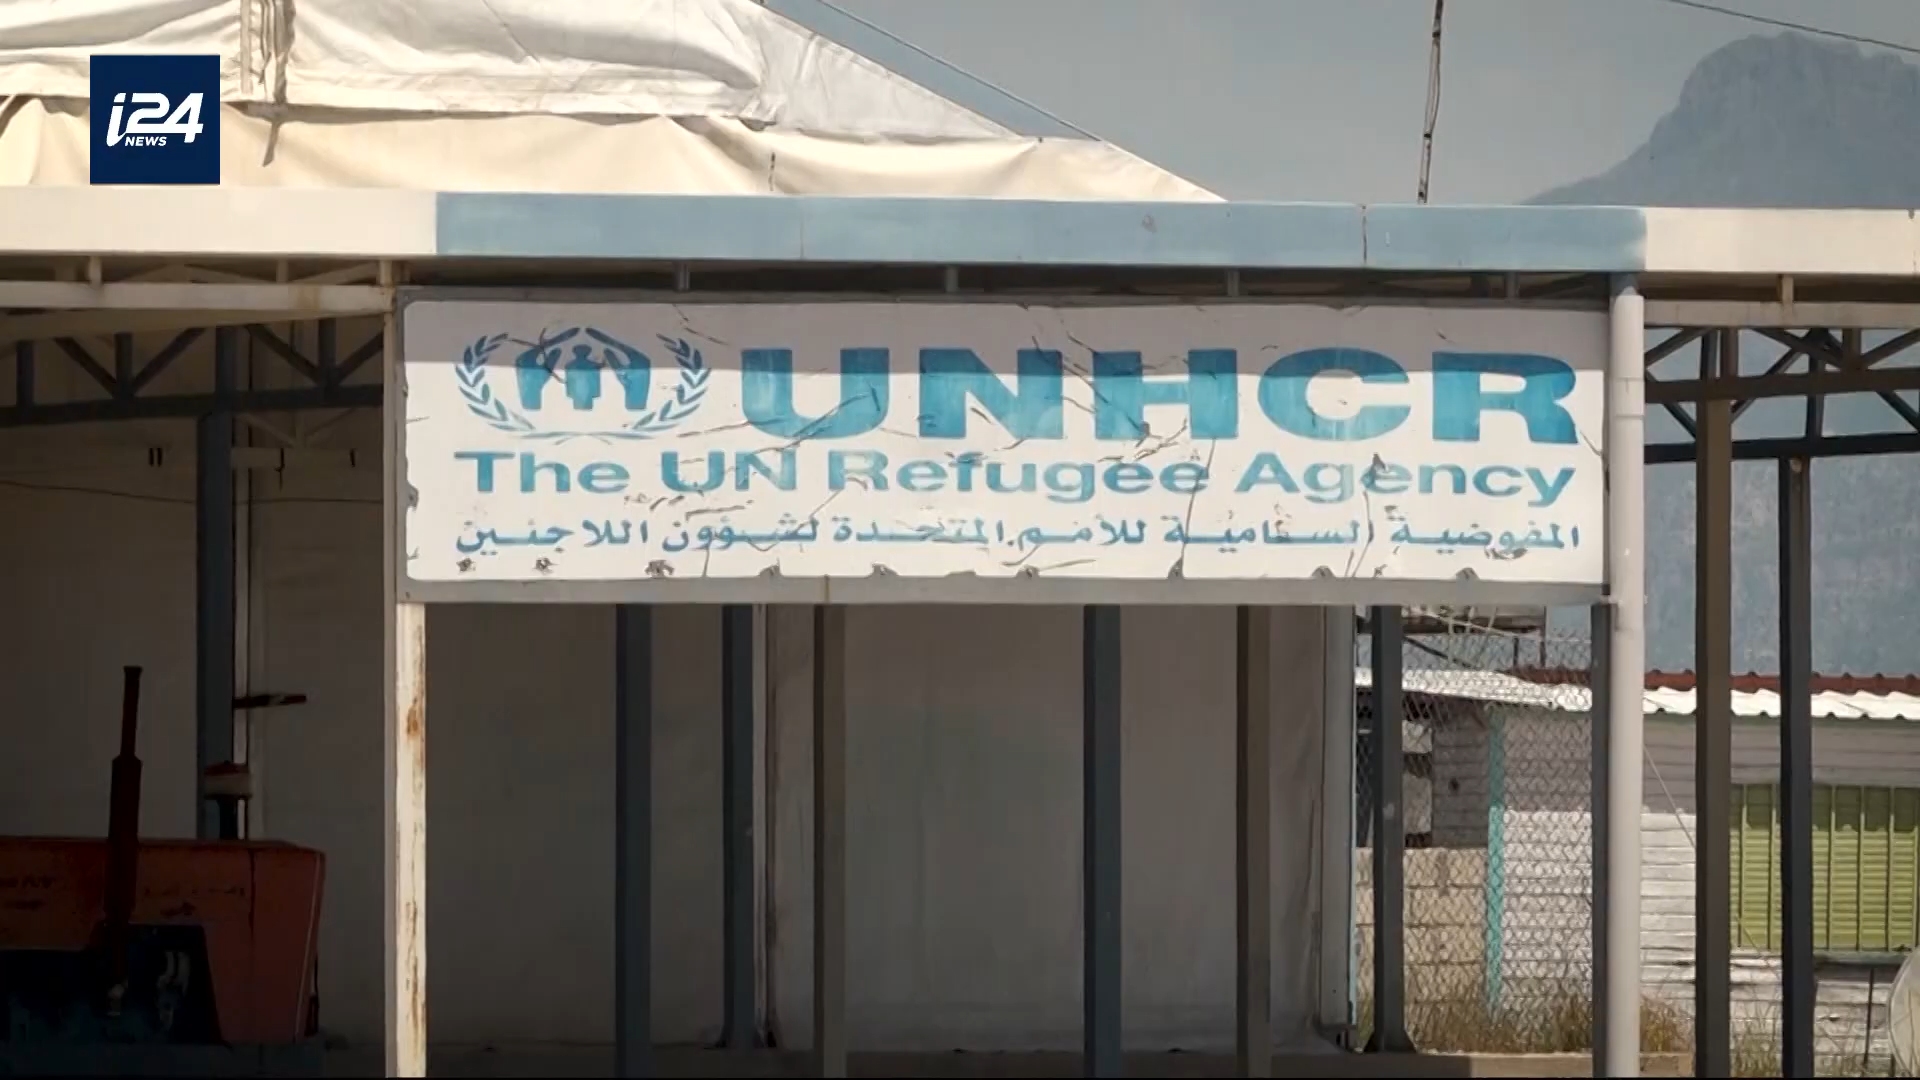 i24
NEWS
UNHCR
The UN Refugee Agency
المفوضية السامية للأمم المتحدة لشؤون اللاجئين